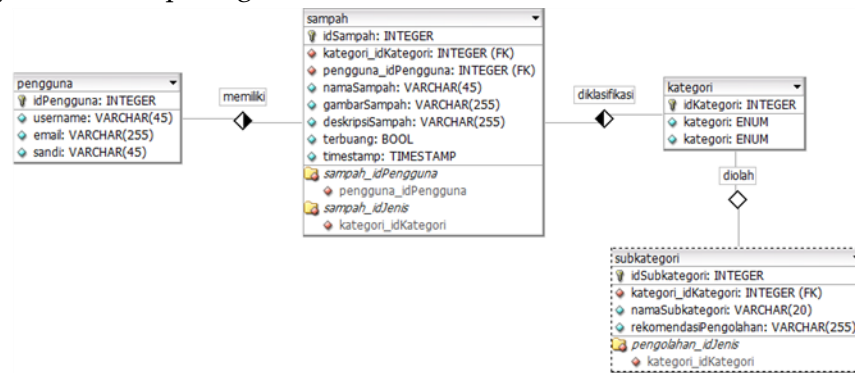 sampah
idSampah: INTEGER
kategori_idKategori: INTEGER (FK)
pengguna_idPengguna: INTEGER (FK)
namaSampah: VARCHAR(45)
gambarSampah: VARCHAR(255)
deskripsiSampah: VARCHAR(255)
terbuang: BOOL
timestamp: TIMESTAMP
sampah_idPengguna
pengguna_idPengguna
sampah_idJenis
kategori_idKategori
pengguna
idPengguna: INTEGER
username: VARCHAR(45)
email: VARCHAR(255)
sandi: VARCHAR(45)
memiliki
diklasifikasi
kategori
idKategori: INTEGER
kategori: ENUM
kategori: ENUM
diolah
subkategori
idSubkategori: INTEGER
kategori_idKategori: INTEGER (FK)
namaSubkategori: VARCHAR(20)
rekomendasiPengolahan: VARCHAR(255)
pengolahan_idJenis
kategori_idKategori